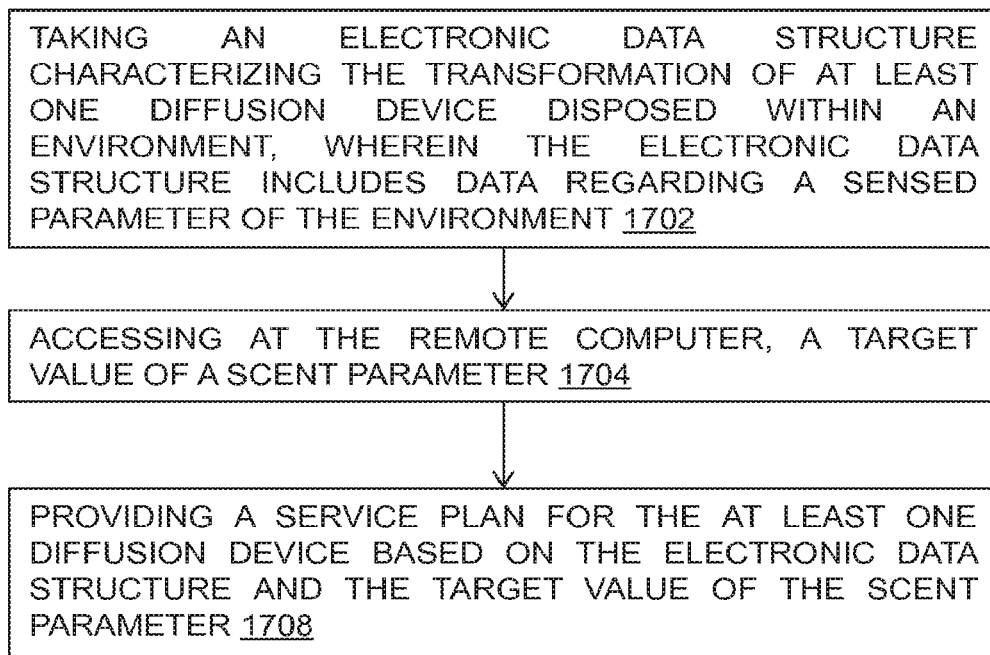 TAKING AN ELECTRONIC DATA STRUCTURE
CHARACTERIZING THE TRANSFORMATION OF AT LEAST
ONE DIFFUSION DEVICE DISPOSED WITHIN AN
ENVIRONMENT, WHEREIN THE ELECTRONIC DATA
STRUCTURE INCLUDES DATA REGARDING A SENSED
PARAMETER OF THE ENVIRONMENT 1702
ACCESSING AT THE REMOTE COMPUTER, A TARGET
VALUE OF A SCENT PARAMETER 1704
PROVIDING A SERVICE PLAN FOR THE AT LEAST ONE
DIFFUSION DEVICE BASED ON THE ELECTRONIC DATA
STRUCTURE AND THE TARGET VALUE OF THE SCENT
PARAMETER 1708